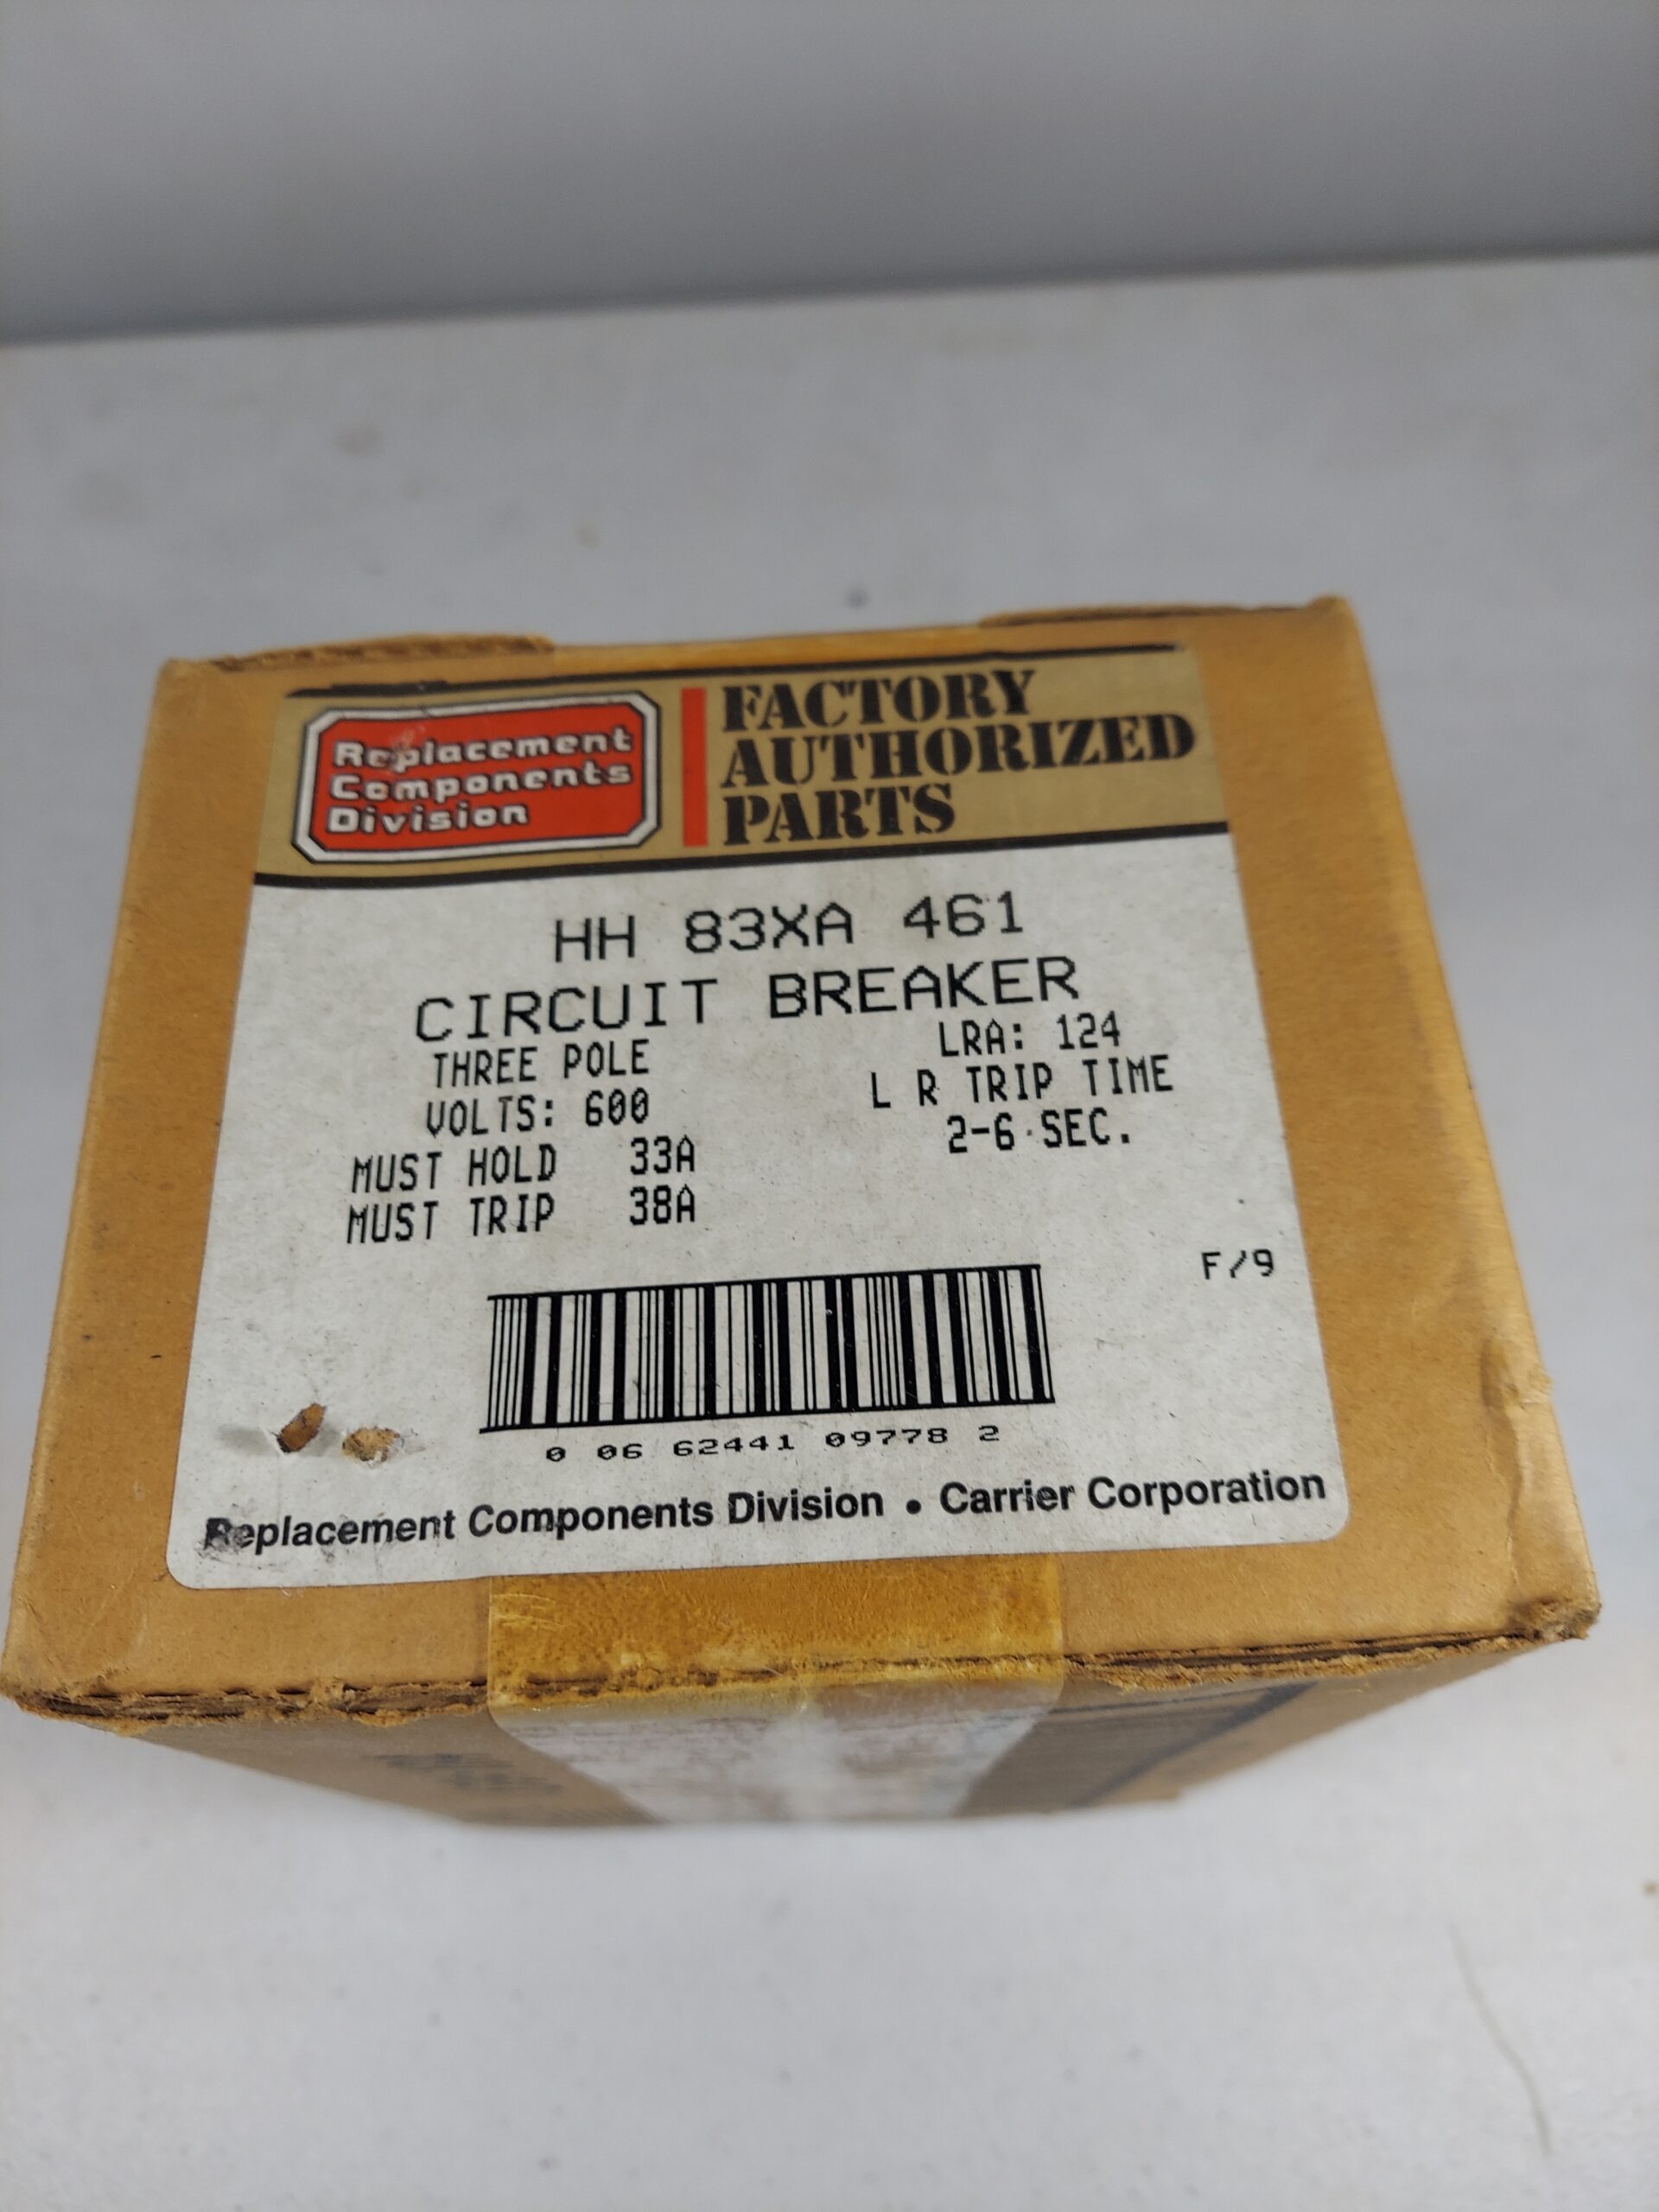 Replacement
Components
Division
FACTORY
AUTHORIZED
PARTS
HH 83XA 461
CIRCUIT BREAKER
THREE POLE
VOLTS: 600
MUST HOLD 33A
MUST TRIP 38A
LRA: 124
L R TRIP TIME
2-6 SEC.
F/9
0 06 62441 09778 2
Replacement Components Division • Carrier Corporation